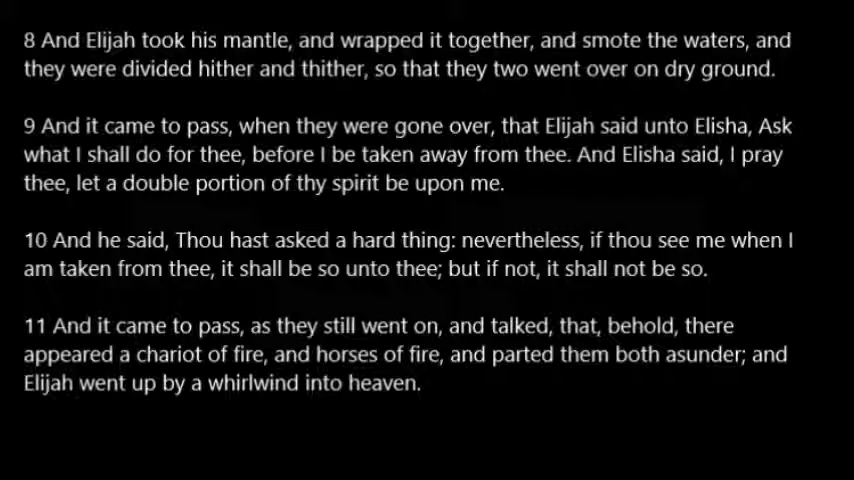 8 And Elijah took his mantle, and wrapped it together, and smote the waters, and
they were divided hither and thither, so that they two went over on dry ground.
9 And it came to pass, when they were gone over, that Elijah said unto Elisha, Ask
what I shall do for thee, before I be taken away from thee. And Elisha said, I pray
thee, let a double portion of thy spirit be upon me.
10 And he said, Thou hast asked a hard thing: nevertheless, if thou see me when I
am taken from thee, it shall be so unto thee; but if not, it shall not be so.
11 And it came to pass, as they still went on, and talked, that, behold, there
appeared a chariot of fire, and horses of fire, and parted them both asunder; and
Elijah went up by a whirlwind into heaven.